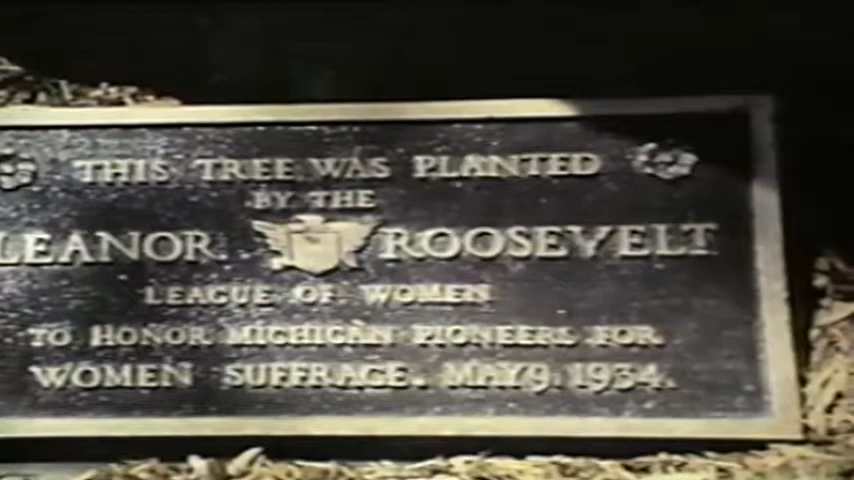 THIS TREE WAS PLANTED
BY THE
LEANOR ROOSEVELT
LEAGUE OF WOMEN
TO HONOR MICHIGAN PIONEERS FOR
WOMEN SUFFRAGE. MAY 9. 1934.